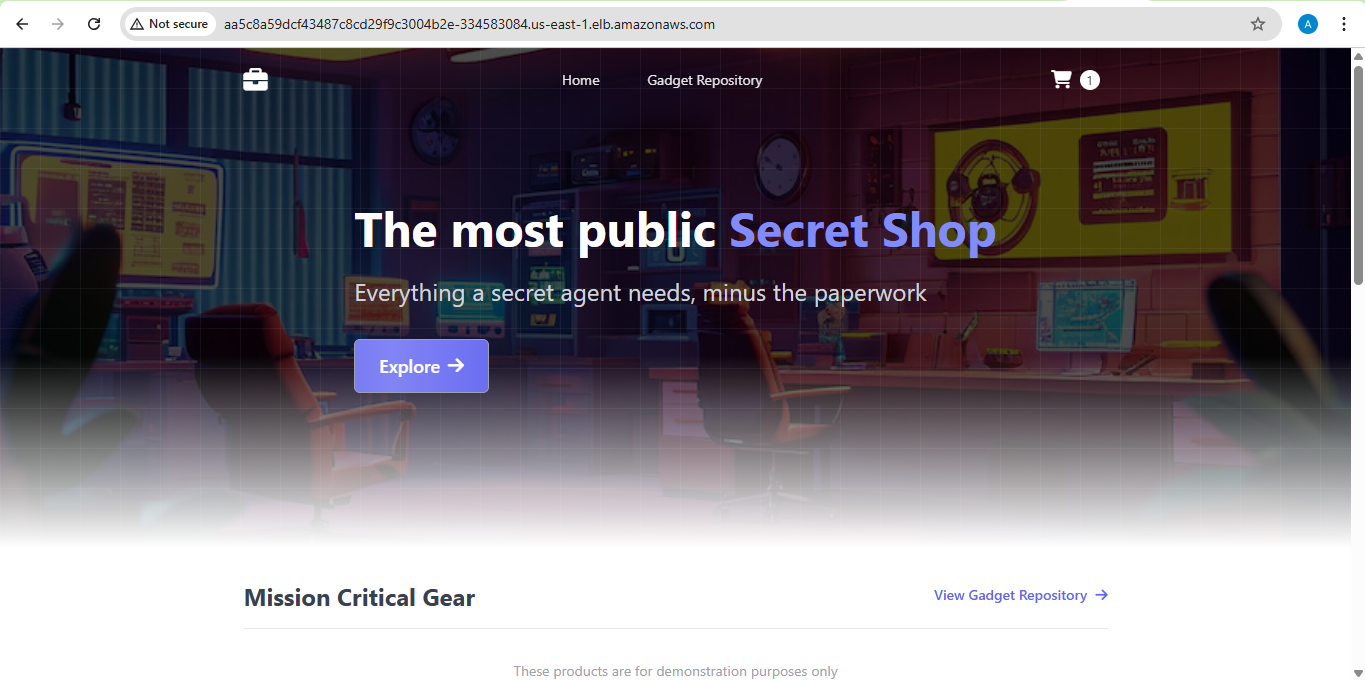 Not secure
aa5c8a59dcf43487c8cd29f9c3004b2e-334583084.us-east-1.elb.amazonaws.com
A
Home
Gadget Repository
1
The most public Secret Shop
Everything a secret agent needs, minus the paperwork
Explore
Mission Critical Gear
View Gadget Repository
These products are for demonstration purposes only